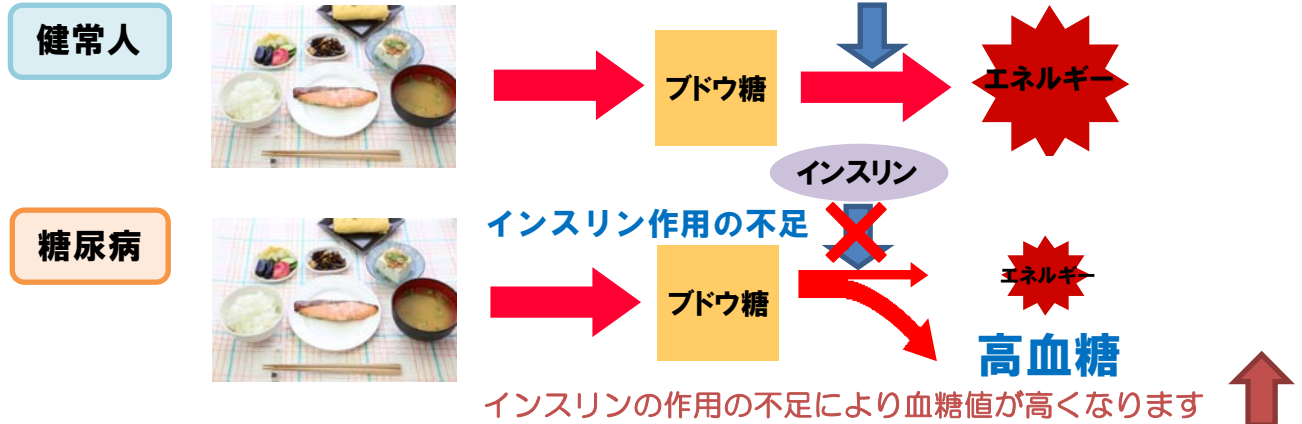 健常人
ブドウ糖
エネルギー
インスリン
糖尿病
インスリン作用の不足
ブドウ糖
エネルギー
高血糖
インスリンの作用の不足により血糖値が高くなります